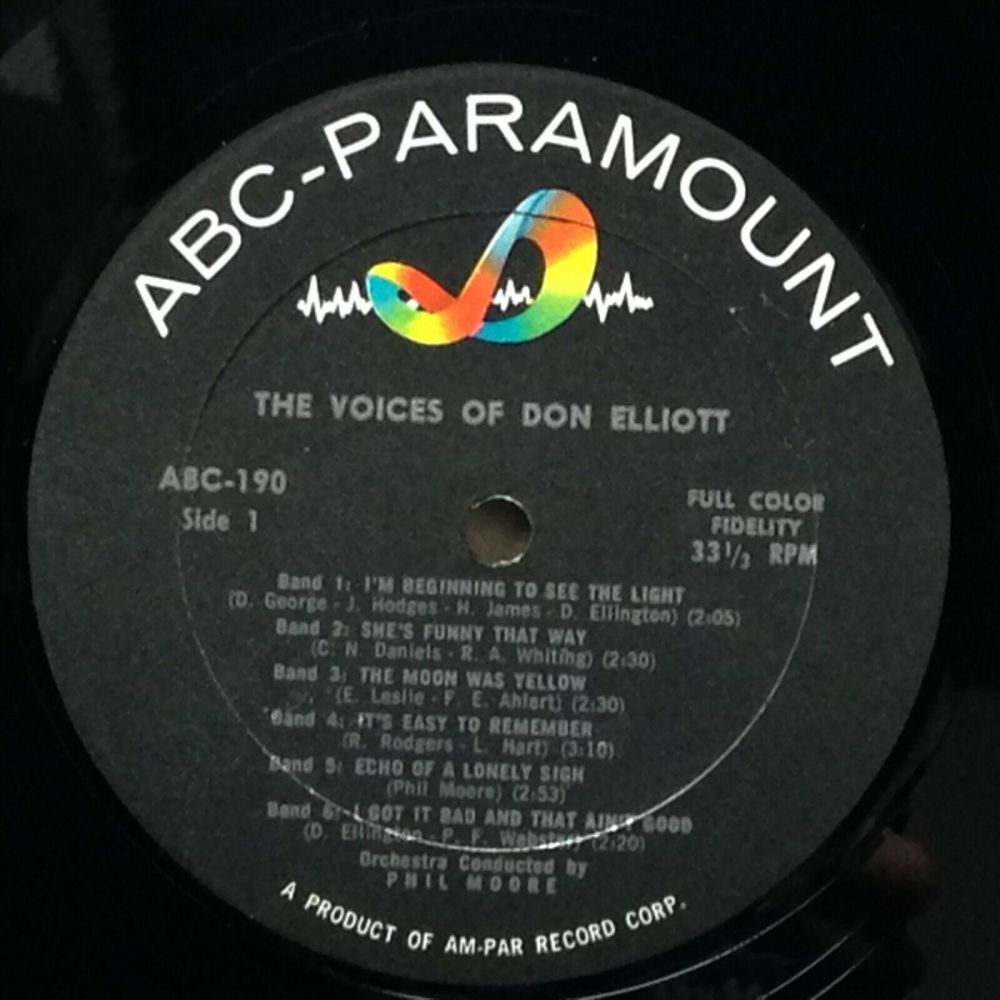 ABC-PARAMOUNT
THE VOICES OF DON ELLIOTT
ABC-190
Side 1
FULL COLOR
FIDELITY
33⅓ RPM
Band 1: I'M BEGINNING TO SEE THE LIGHT
(D. George - J. Hodges - H. James - D. Ellington) (2:05)
Band 2: SHE'S FUNNY THAT WAY
(C. N. Daniels - R. A. Whiting) (2:30)
Band 3: THE MOON WAS YELLOW
(E. Leslie - F. E. Ahlert) (2:30)
Band 4: IT'S EASY TO REMEMBER
(R. Rodgers - L. Hart) (3:10)
Band 5: ECHO OF A LONELY SIGH
(Phil Moore) (2:53)
Band 6: I GOT IT BAD AND THAT AIN'T GOOD
(D. Ellington - P. F. Webster) (2:20)
Orchestra Conducted by
PHIL MOORE
A PRODUCT OF AM-PAR RECORD CORP.